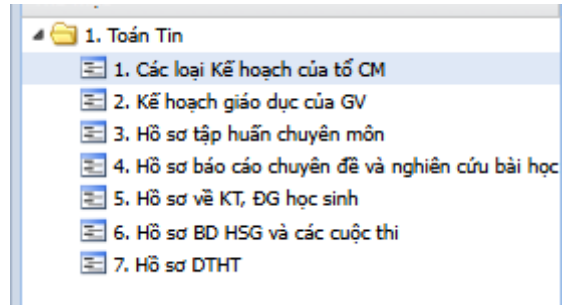 1. Toán Tin
1. Các loại Kế hoạch của tổ CM
2. Kế hoạch giáo dục của GV
3. Hồ sơ tập huấn chuyên môn
4. Hồ sơ báo cáo chuyên đề và nghiên cứu bài học
5. Hồ sơ về KT, ĐG học sinh
6. Hồ sơ BD HSG và các cuộc thi
7. Hồ sơ DTHT